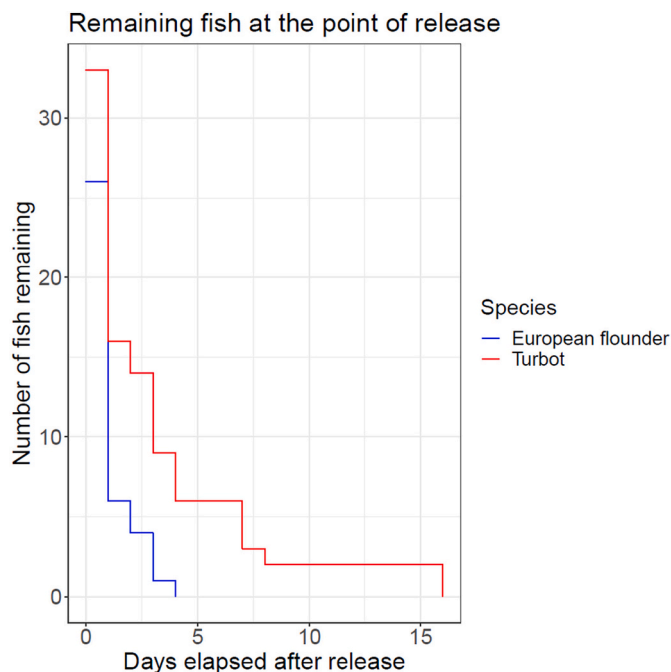 Remaining fish at the point of release
Number of fish remaining
30
20
10
0
0 5 10 15
Days elapsed after release
Species
European flounder
Turbot